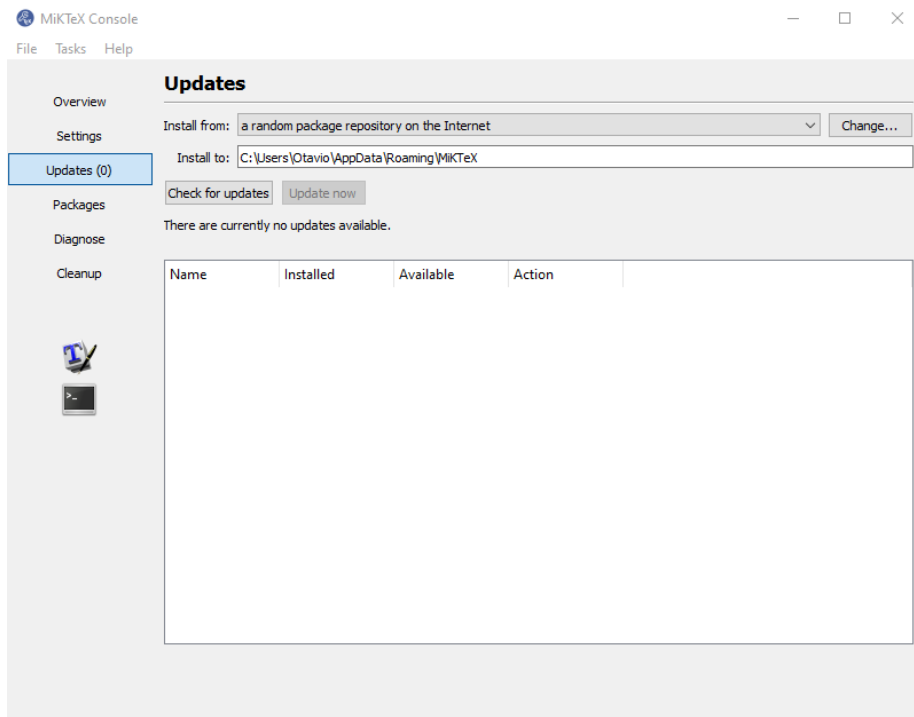 MiKTeX Console
File Tasks Help
Updates
Overview
Install from: a random package repository on the Internet Change...
Settings
Install to: C:\Users\Otavio\AppData\Roaming\MiKTeX
Updates (0)
Check for updates Update now
Packages
There are currently no updates available.
Diagnose
Cleanup
Name Installed Available Action